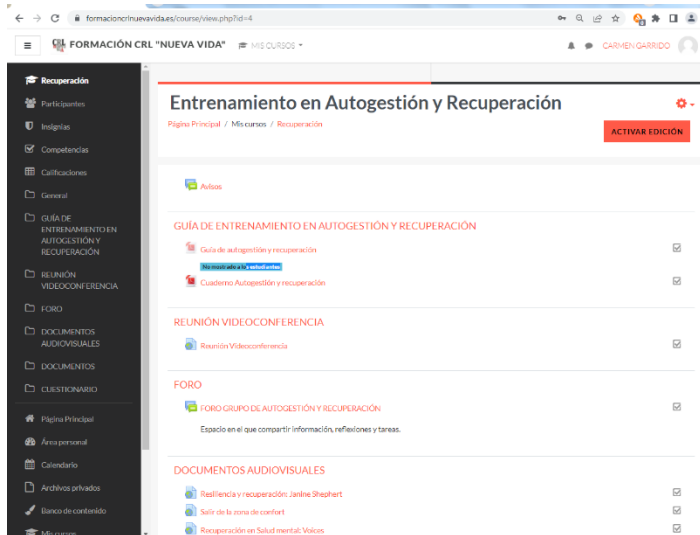 formacioncrlnuevavida.es/course/view.php?id=4
FORMACIÓN CRL "NUEVA VIDA"
MIS CURSOS
CARMEN GARRIDO
Recuperación
Participantes
Insignias
Competencias
Calificaciones
General
GUÍA DE
ENTRENAMIENTO EN
AUTOGESTIÓN Y
RECUPERACIÓN
REUNIÓN
VIDEOCONFERENCIA
FORO
DOCUMENTOS
AUDIOVISUALES
DOCUMENTOS
CUESTIONARIO
Página Principal
Área personal
Calendario
Archivos privados
Banco de contenido
Mis cursos
Entrenamiento en Autogestión y Recuperación
Página Principal / Mis cursos / Recuperación
ACTIVAR EDICIÓN
Avisos
GUÍA DE ENTRENAMIENTO EN AUTOGESTIÓN Y RECUPERACIÓN
Guía de autogestión y recuperación
No mostrado a los estudiantes
Cuaderno Autogestión y recuperación
REUNIÓN VIDEOCONFERENCIA
Reunión Videoconferencia
FORO
FORO GRUPO DE AUTOGESTIÓN Y RECUPERACIÓN
Espacio en el que compartir información, reflexiones y tareas.
DOCUMENTOS AUDIOVISUALES
Resiliencia y recuperación: Janine Shephert
Salir de la zona de confort
Recuperación en Salud mental: Voices